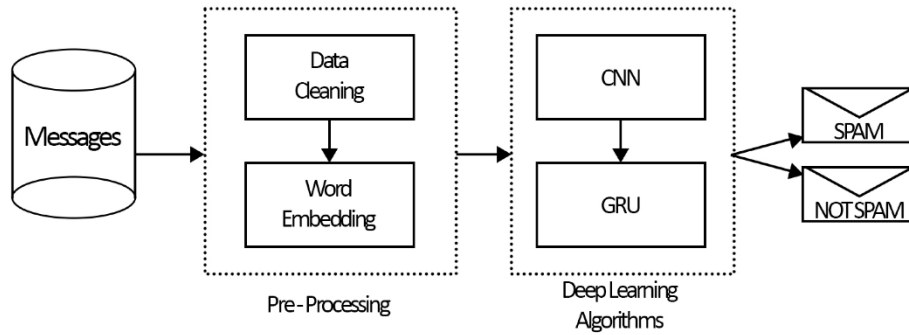 Messages
Data
Cleaning
Word
Embedding
Pre-Processing
CNN
GRU
Deep Learning
Algorithms
SPAM
NOT SPAM